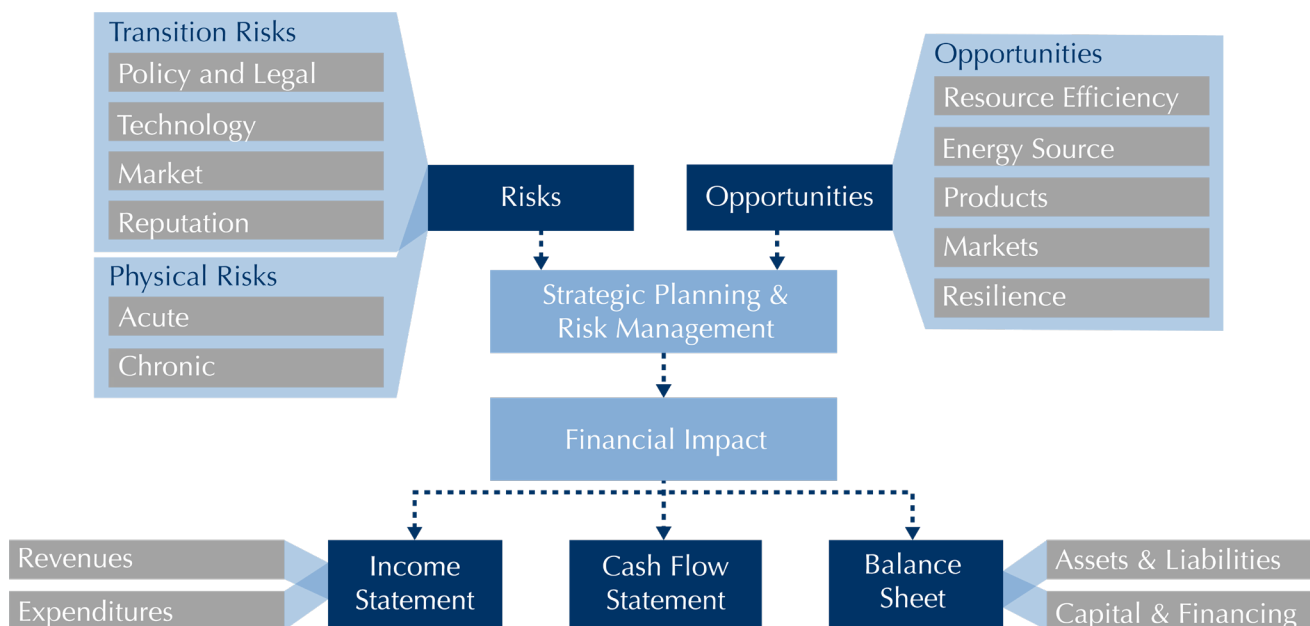 Transition Risks
Policy and Legal
Technology
Market
Reputation
Physical Risks
Acute
Chronic
Risks
Opportunities
Opportunities
Resource Efficiency
Energy Source
Products
Markets
Resilience
Strategic Planning &
Risk Management
Financial Impact
Revenues
Expenditures
Income
Statement
Cash Flow
Statement
Balance
Sheet
Assets & Liabilities
Capital & Financing